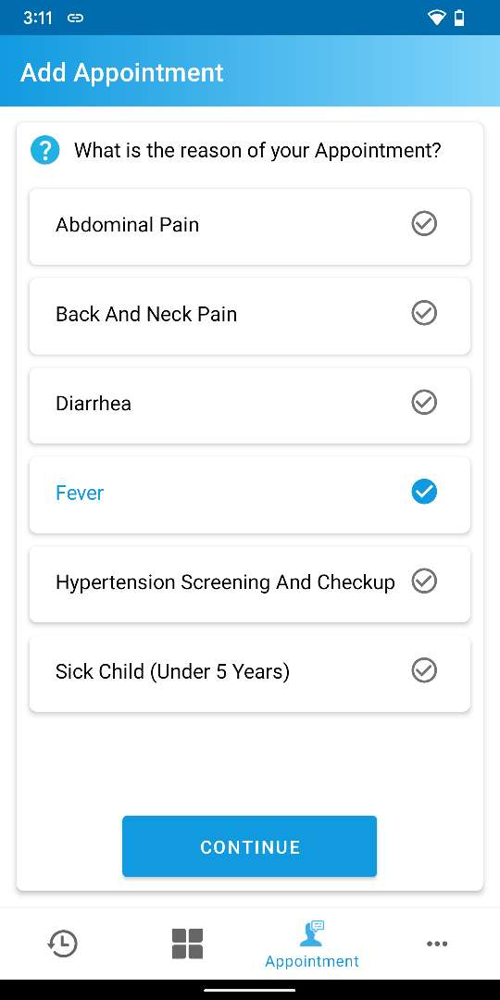 3:11
Add Appointment
?
What is the reason of your Appointment?
Abdominal Pain
Back And Neck Pain
Diarrhea
Fever
Hypertension Screening And Checkup
Sick Child (Under 5 Years)
CONTINUE
Appointment